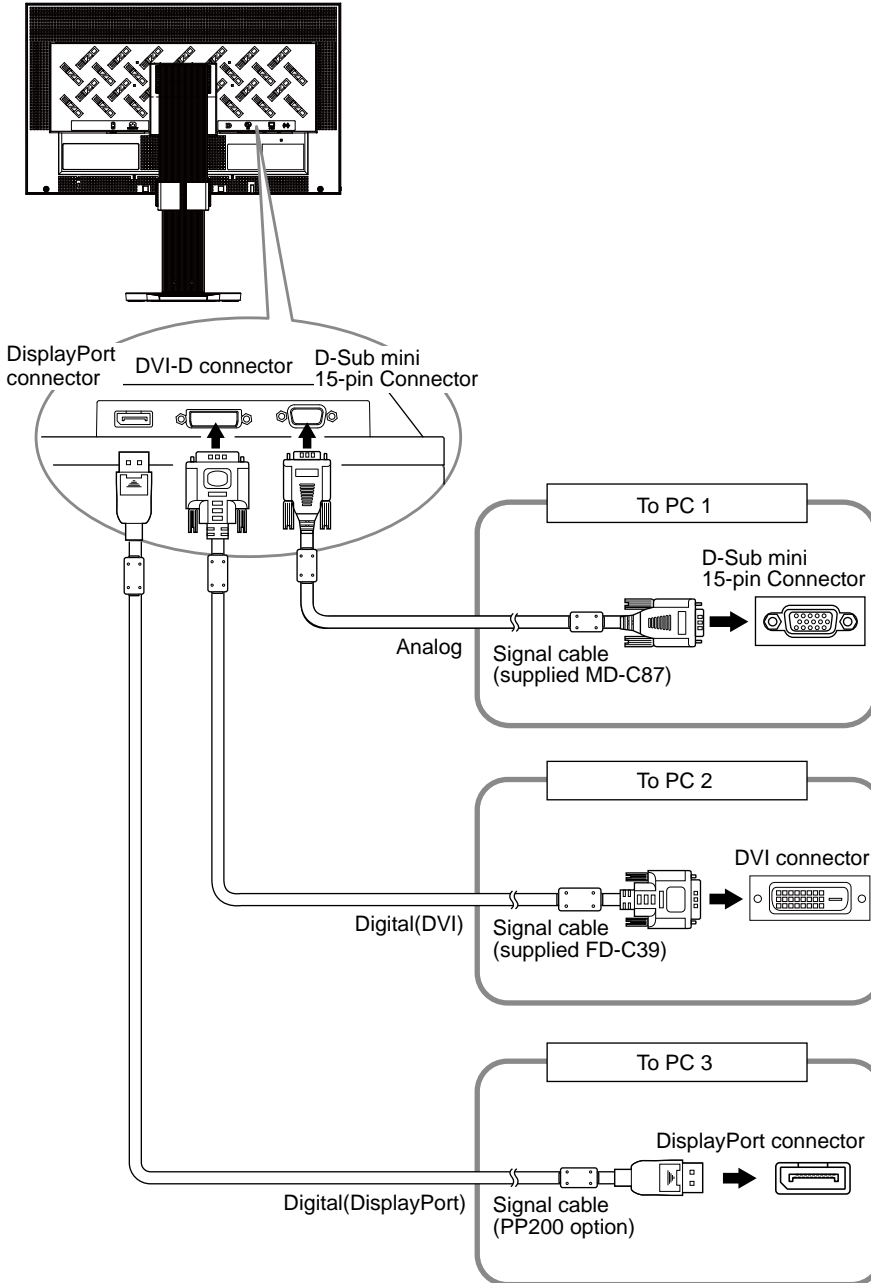 DisplayPort
connector
DVI-D connector
D-Sub mini
15-pin Connector
To PC 1
D-Sub mini
15-pin Connector
Analog
Signal cable
(supplied MD-C87)
To PC 2
DVI connector
Digital(DVI)
Signal cable
(supplied FD-C39)
To PC 3
DisplayPort connector
Digital(DisplayPort)
Signal cable
(PP200 option)